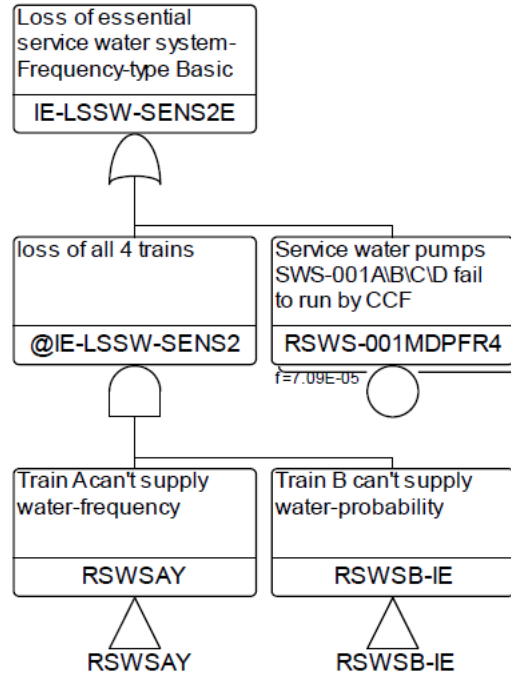 Loss of essential
service water system-
Frequency-type Basic
IE-LSSW-SENS2E
loss of all 4 trains
@IE-LSSW-SENS2
Service water pumps
SWS-001A\B\C\D fail
to run by CCF
RSWS-001MDPFR4
f=7.09E-05
Train Acan't supply
water-frequency
RSWSAY
RSWSAY
Train B can't supply
water-probability
RSWSB-IE
RSWSB-IE